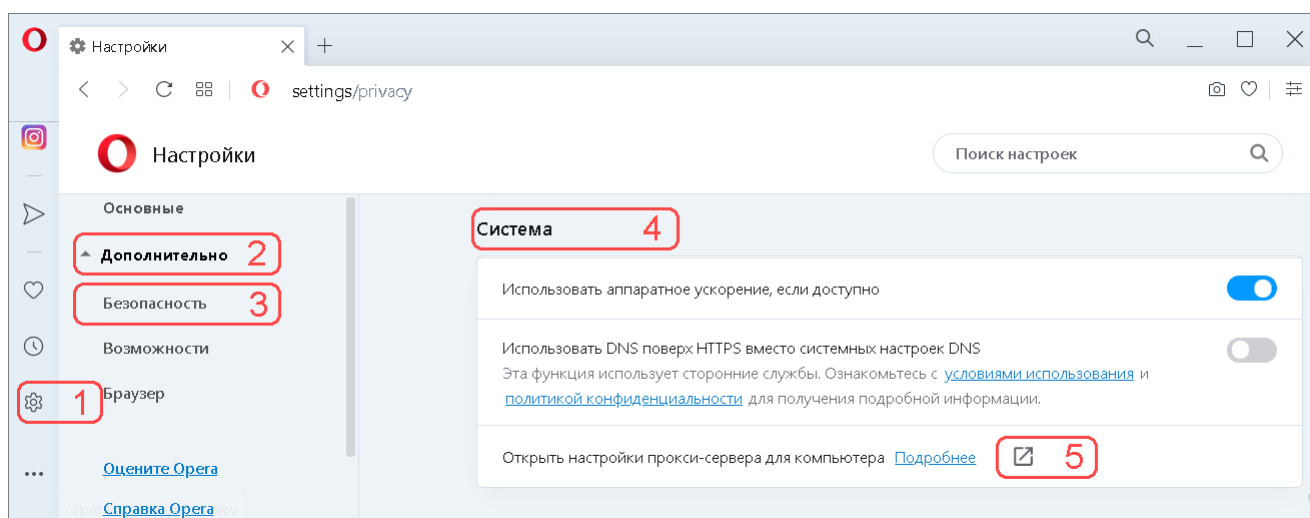 Настройки
settings/privacy
Настройки
Поиск настроек
Основные
Дополнительно 2
Безопасность 3
Возможности
1 Браузер
Оцените Opera
Справка Opera
Система 4
Использовать аппаратное ускорение, если доступно
Использовать DNS поверх HTTPS вместо системных настроек DNS
Эта функция использует сторонние службы. Ознакомьтесь с условиями использования и
политикой конфиденциальности для получения подробной информации.
Открыть настройки прокси-сервера для компьютера Подробнее 5